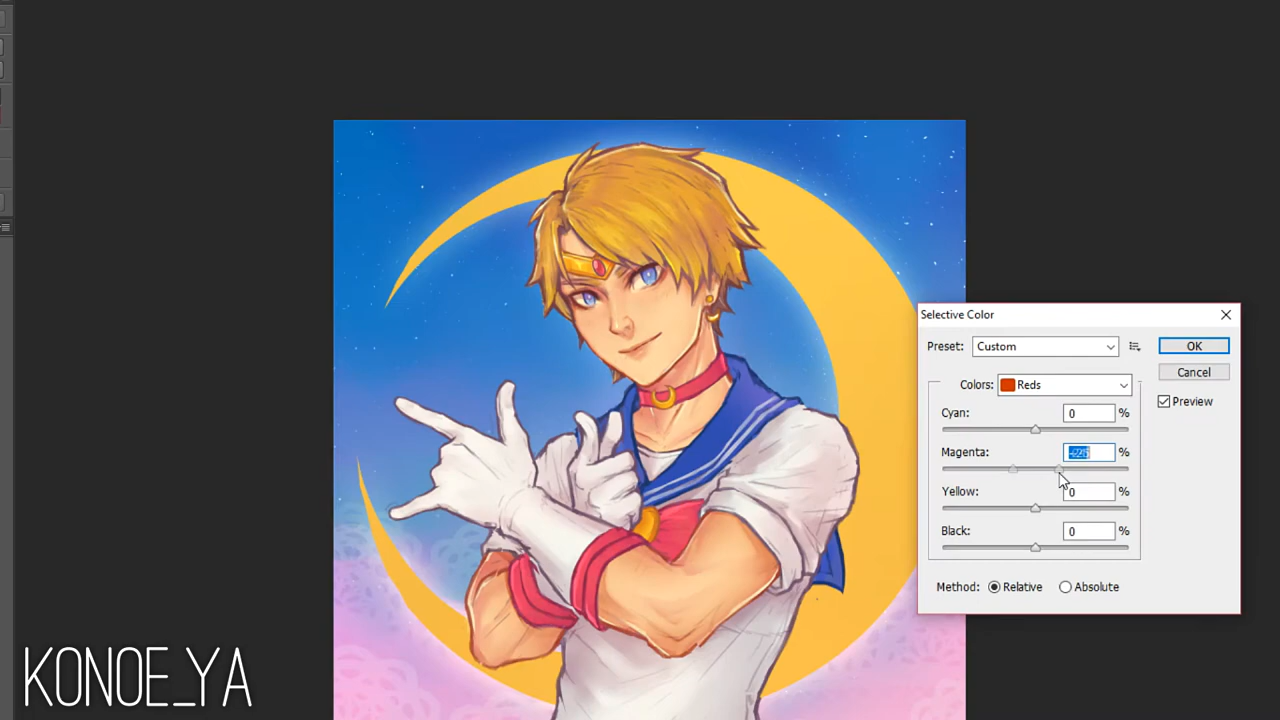 Selective Color
Preset: Custom
OK
Colors: Reds
Cancel
Preview
Cyan: 0 %
Magenta: %
Yellow: 0 %
Black: 0 %
Method: Relative Absolute
KONOE_YA